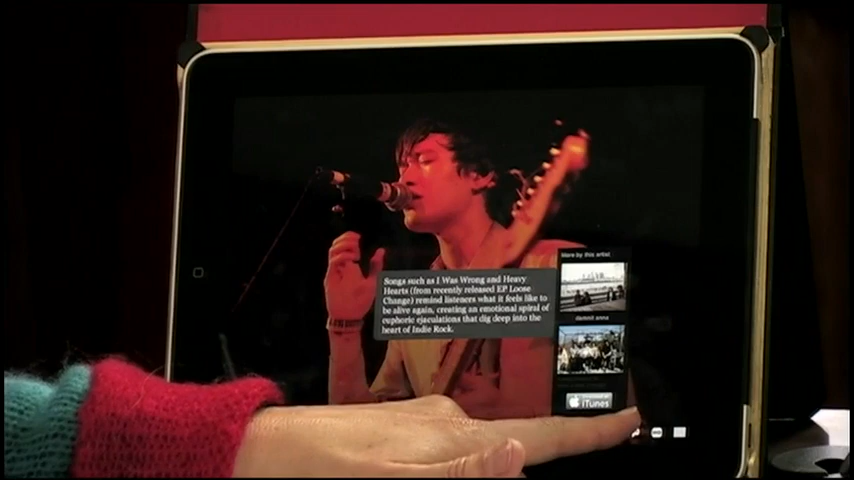 Songs such as I Was Wrong and Heavy
Hearts (from recently released EP Loose
Change) remind listeners what it feels like to
be alive again, creating an emotional spiral of
euphoric ejaculations that dig deep into the
heart of Indie Rock.
More by this artist
damnit anna
iTunes